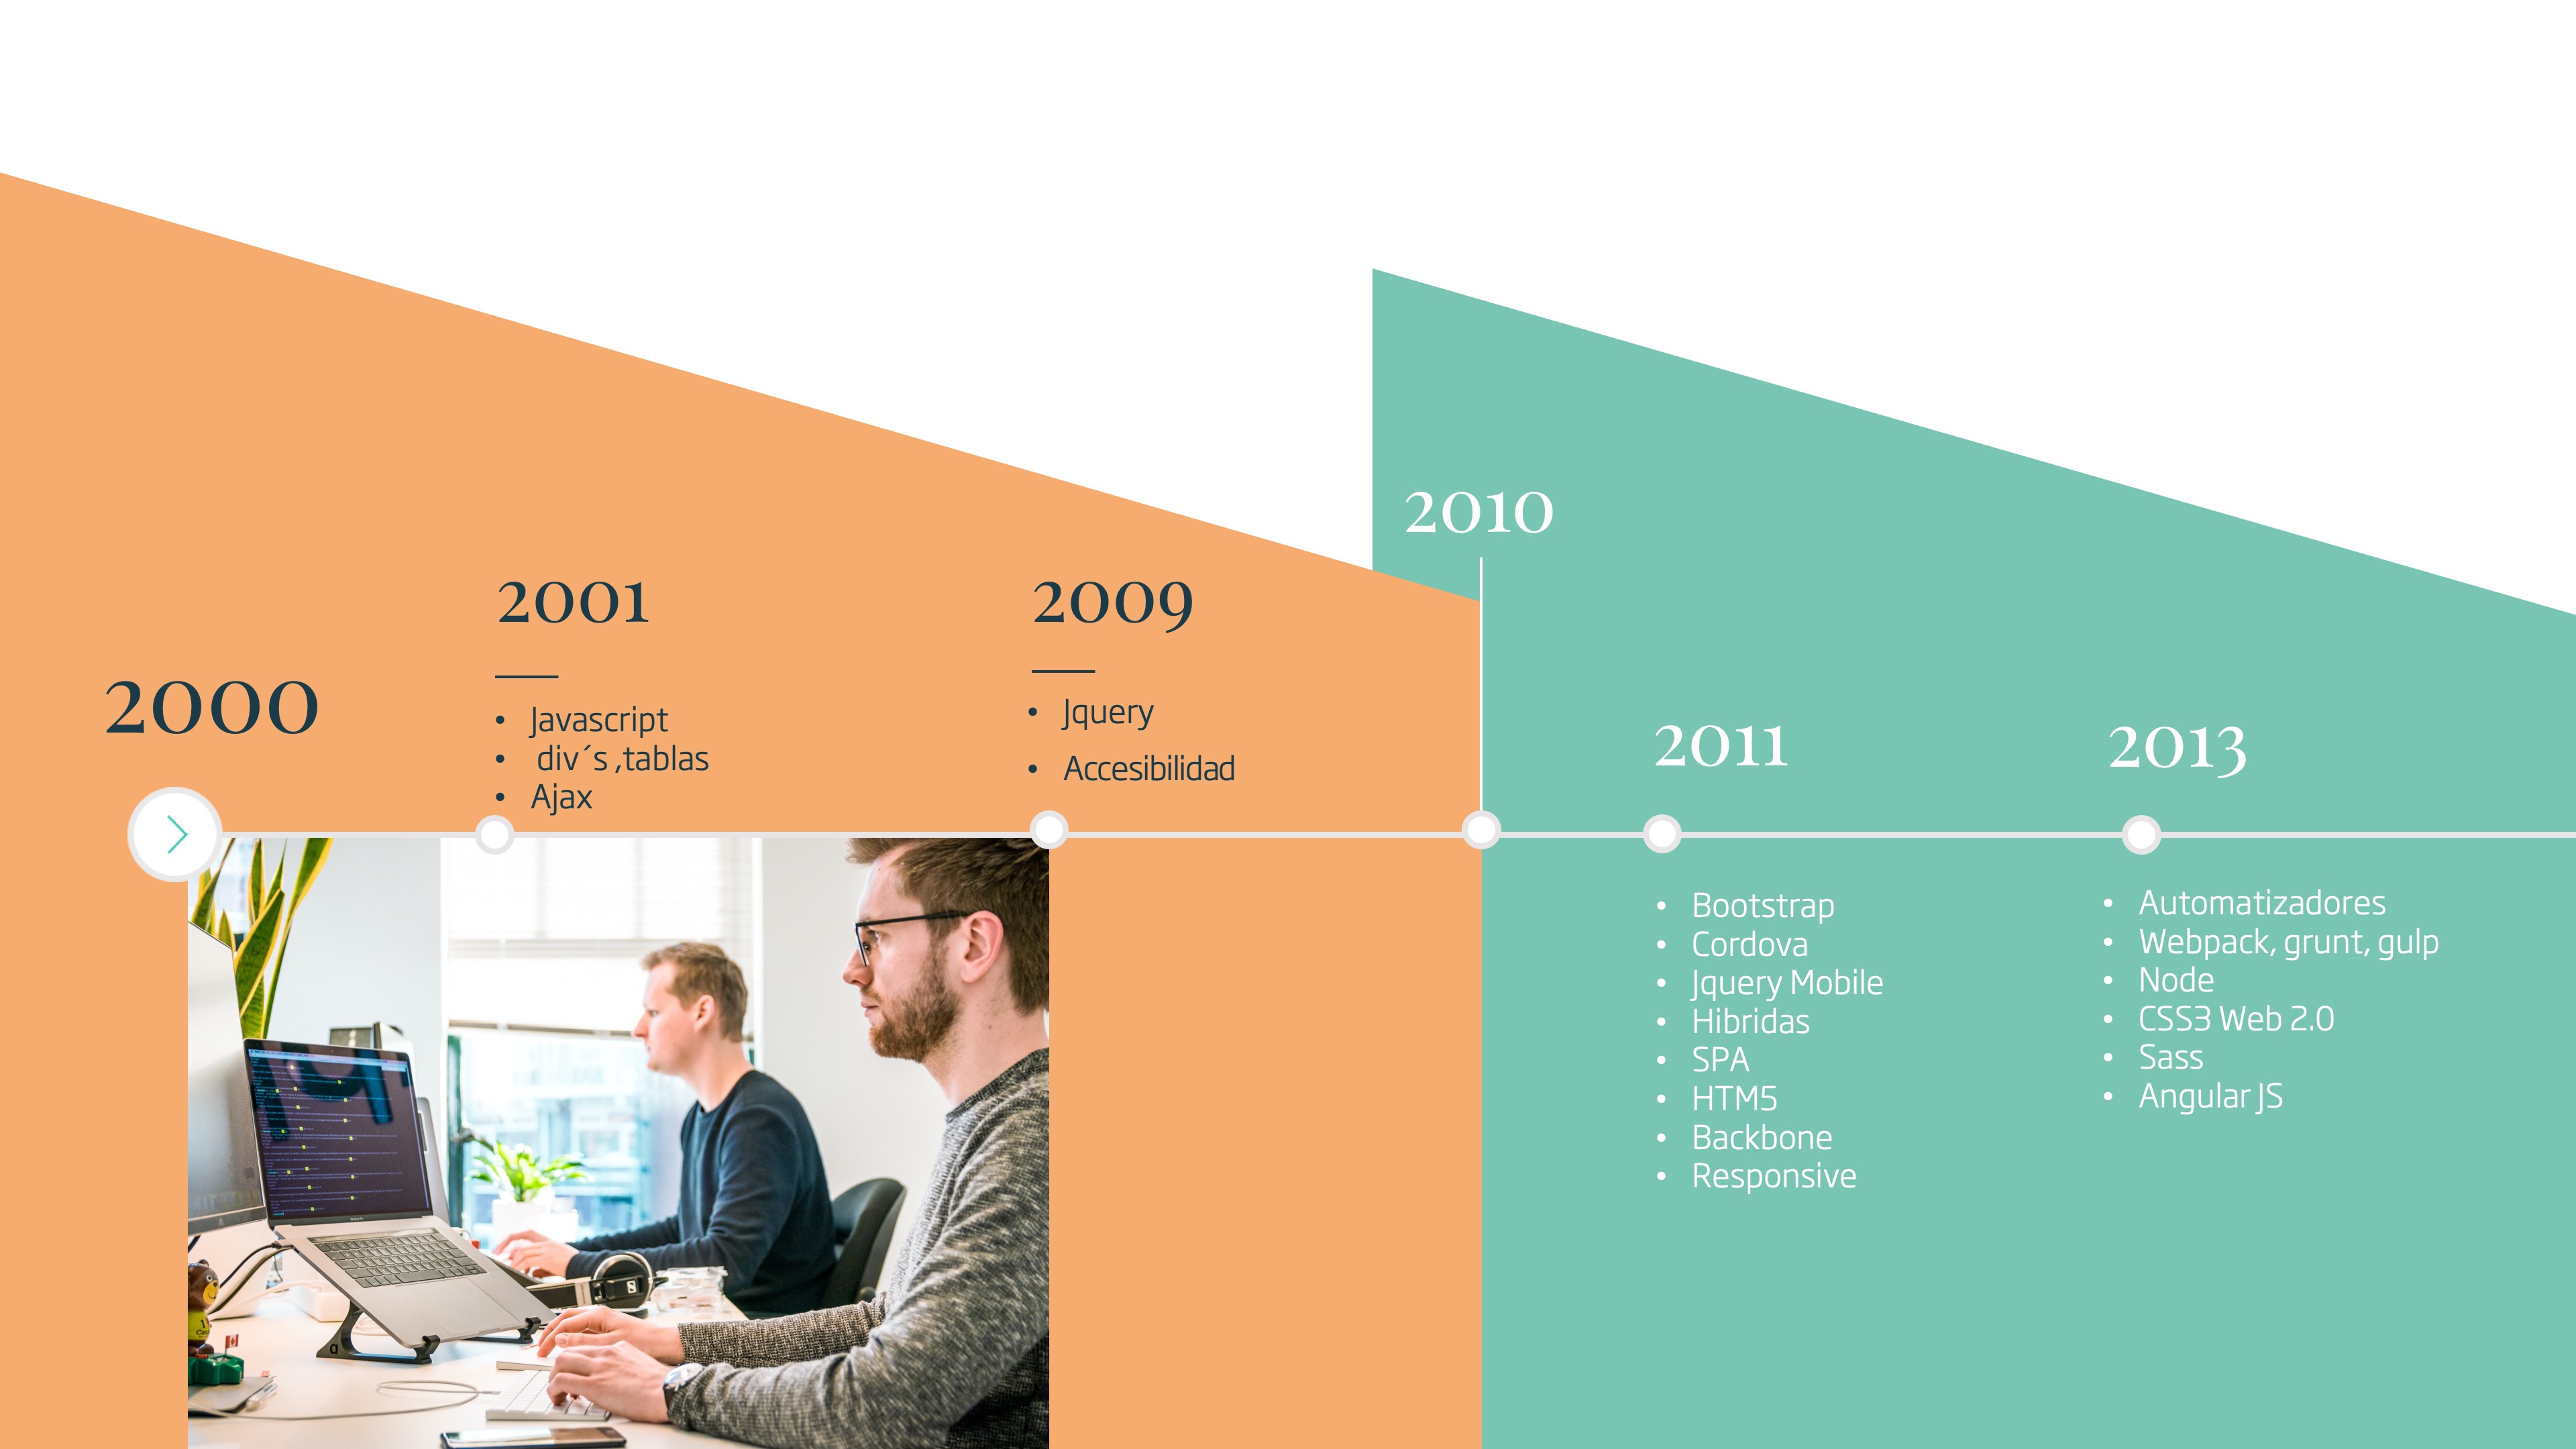 2000
2001
• Javascript
• div´s ,tablas
• Ajax
2009
• Jquery
• Accesibilidad
2010
2011
• Bootstrap
• Cordova
• Jquery Mobile
• Hibridas
• SPA
• HTM5
• Backbone
• Responsive
2013
• Automatizadores
• Webpack, grunt, gulp
• Node
• CSS3 Web 2.0
• Sass
• Angular JS